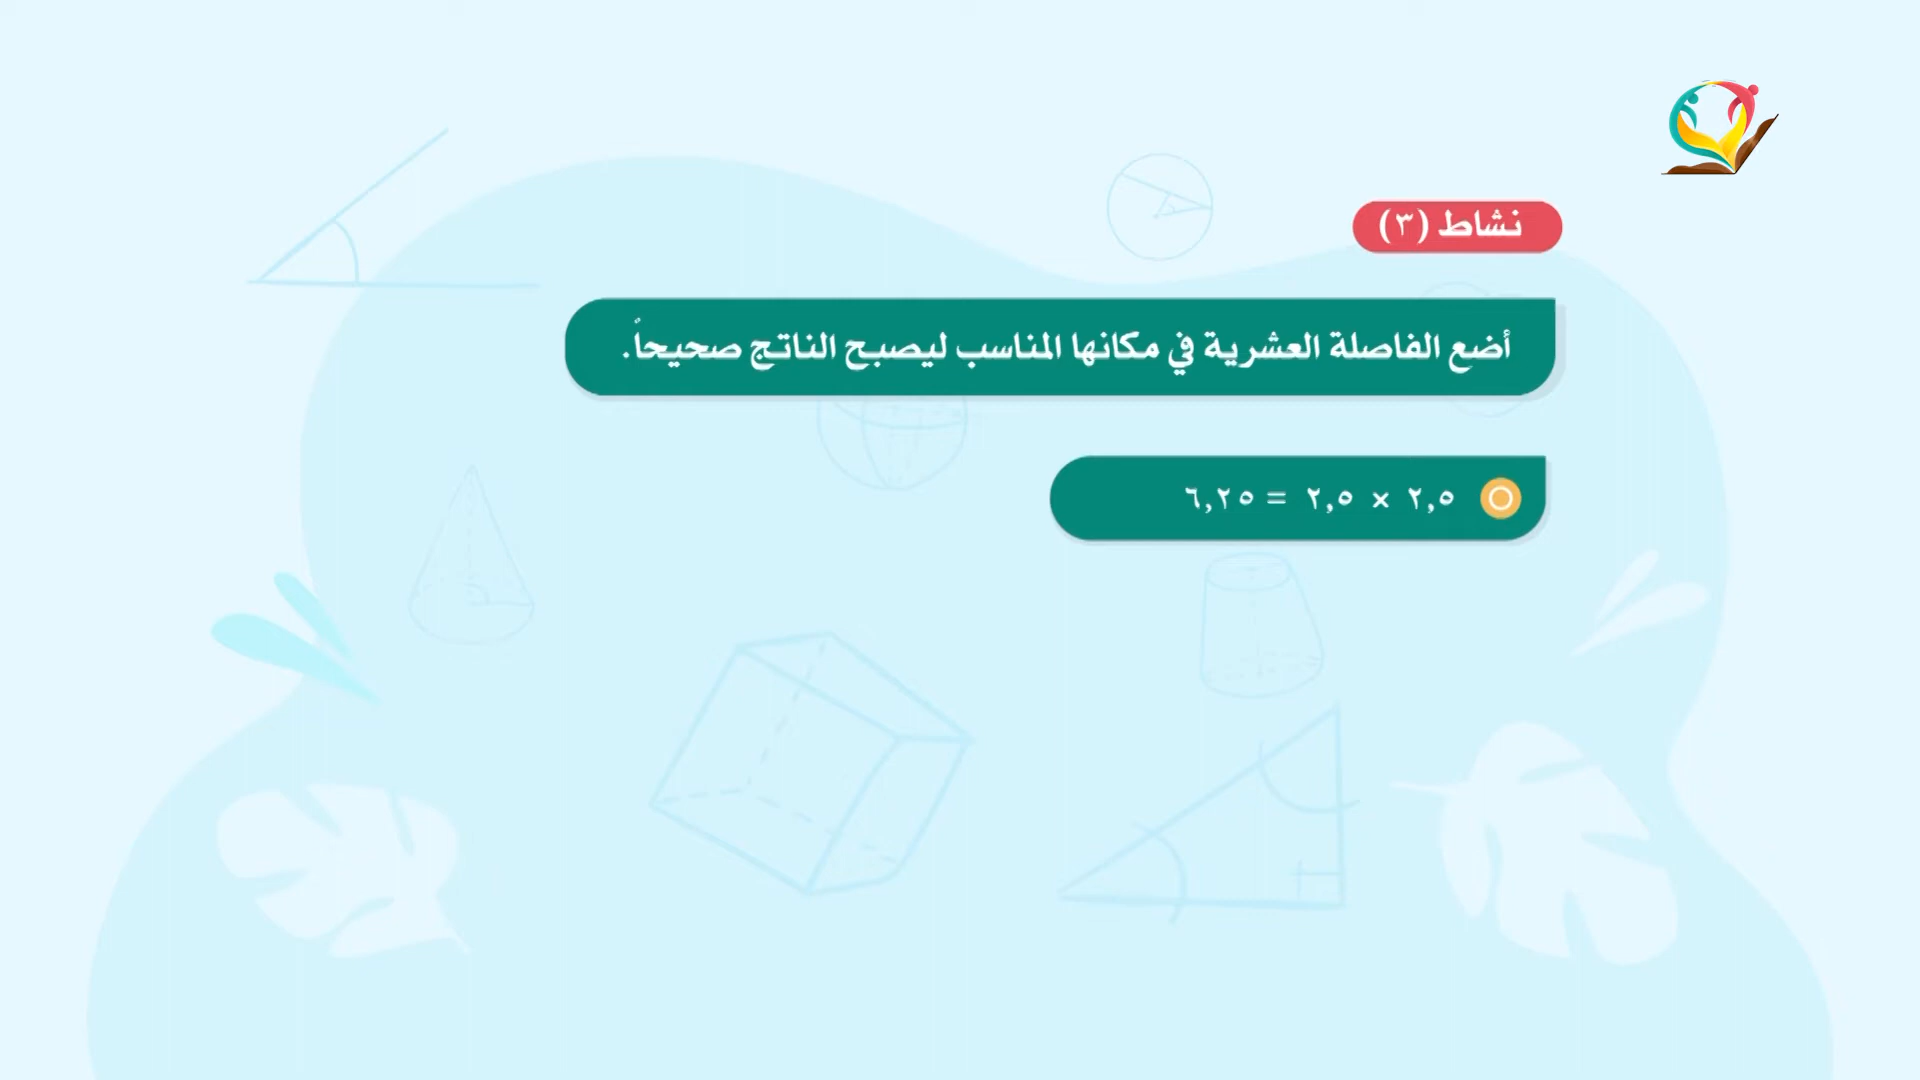 نشاط (٣)
أضع الفاصلة العشرية في مكانها المناسب ليصبح الناتج صحيحاً.
٢,٥ × ٢,٥ = ٦,٢٥